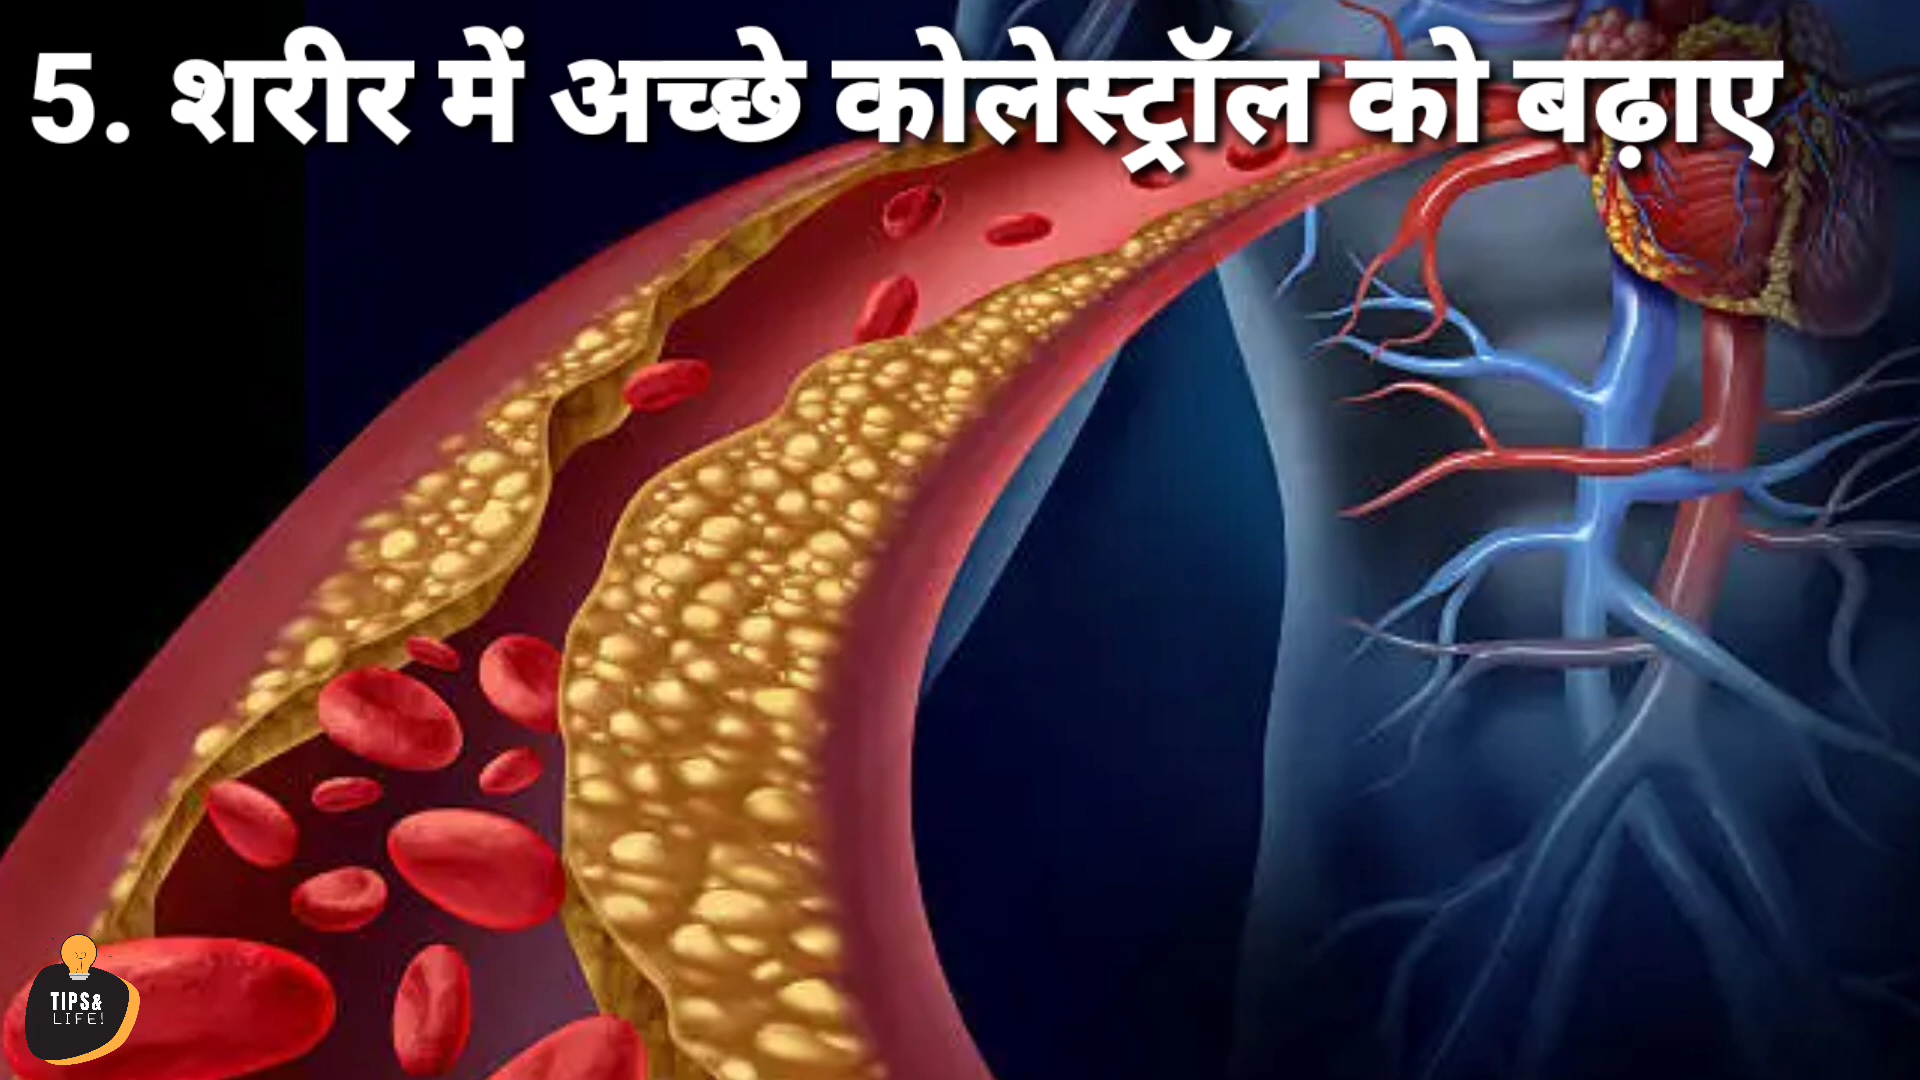 5. शरीर में अच्छे कोलेस्ट्रॉल को बढ़ाए
TIPS&
LIFE!